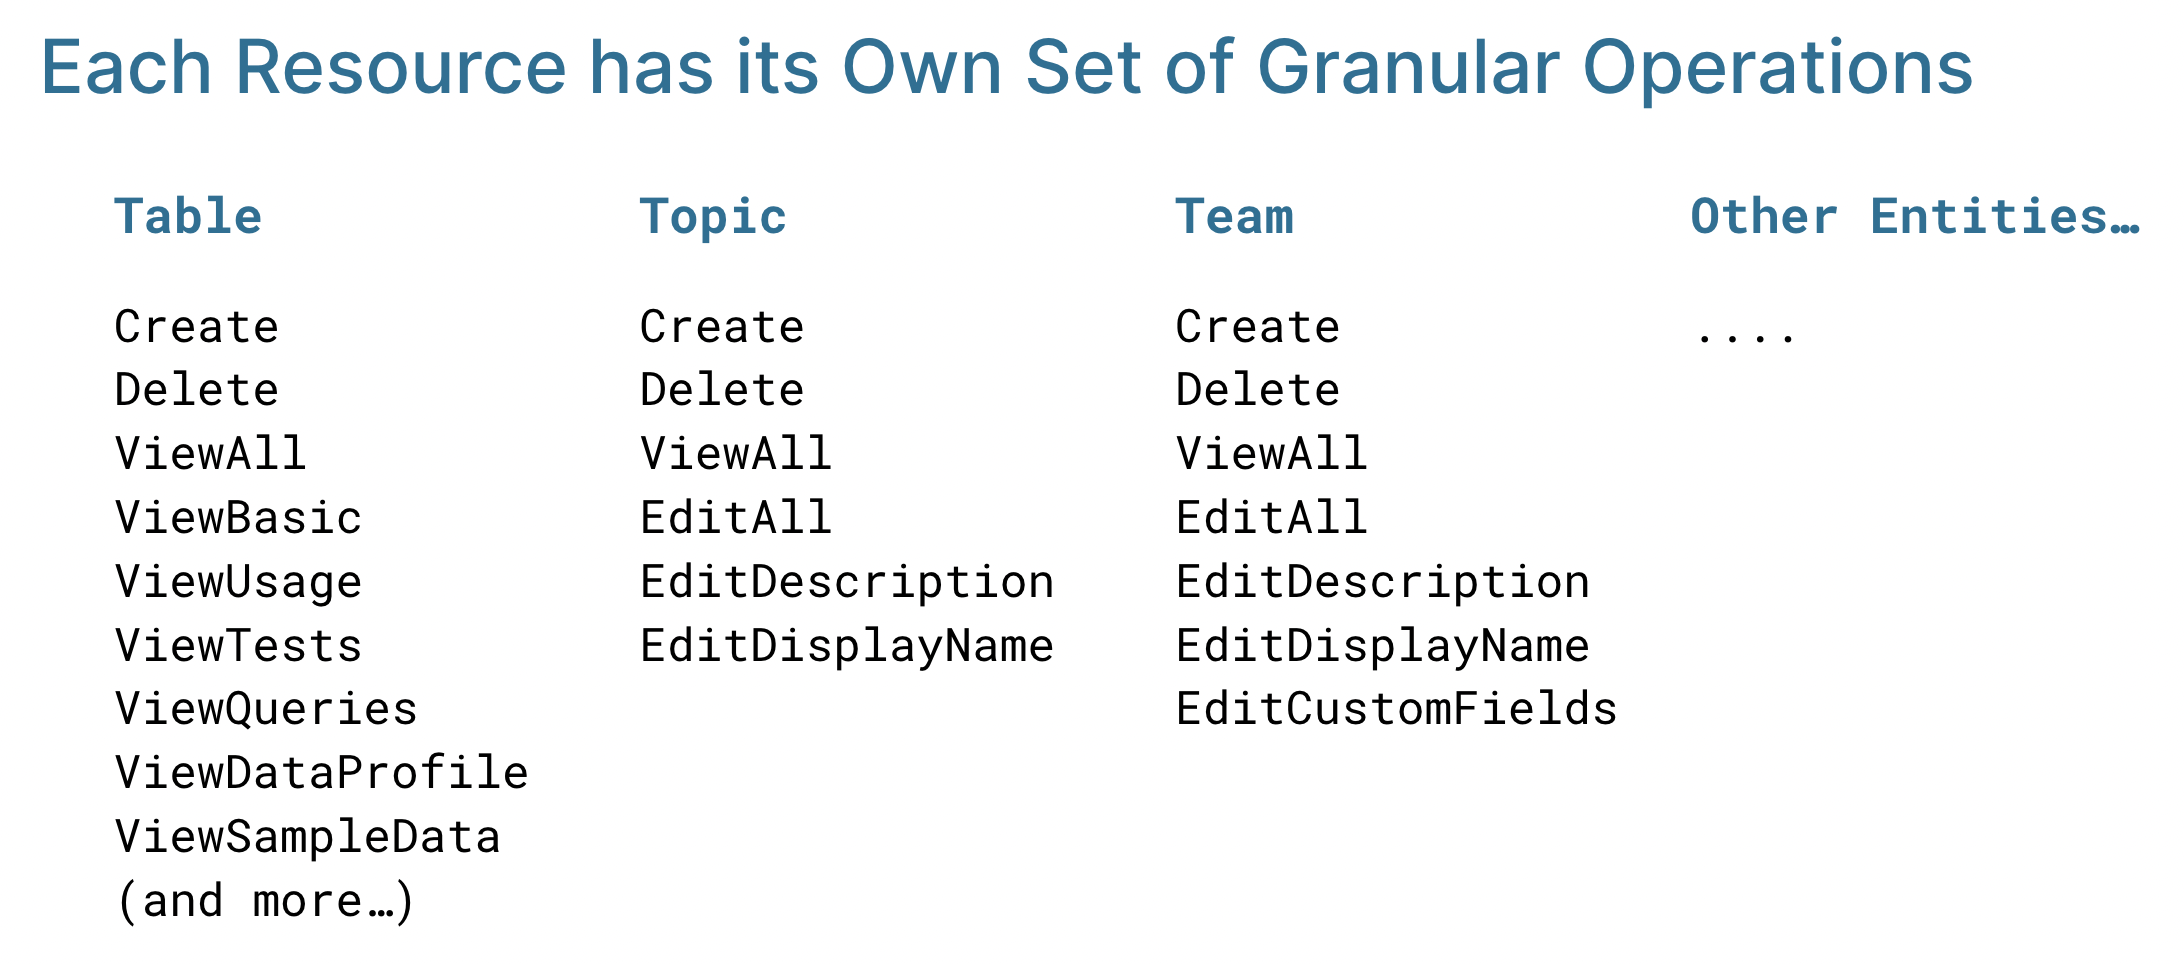 Each Resource has its Own Set of Granular Operations
Table
Create
Delete
ViewAll
ViewBasic
ViewUsage
ViewTests
ViewQueries
ViewDataProfile
ViewSampleData
(and more…)
Topic
Create
Delete
ViewAll
EditAll
EditDescription
EditDisplayName
Team
Create
Delete
ViewAll
EditAll
EditDescription
EditDisplayName
EditCustomFields
Other Entities…
....